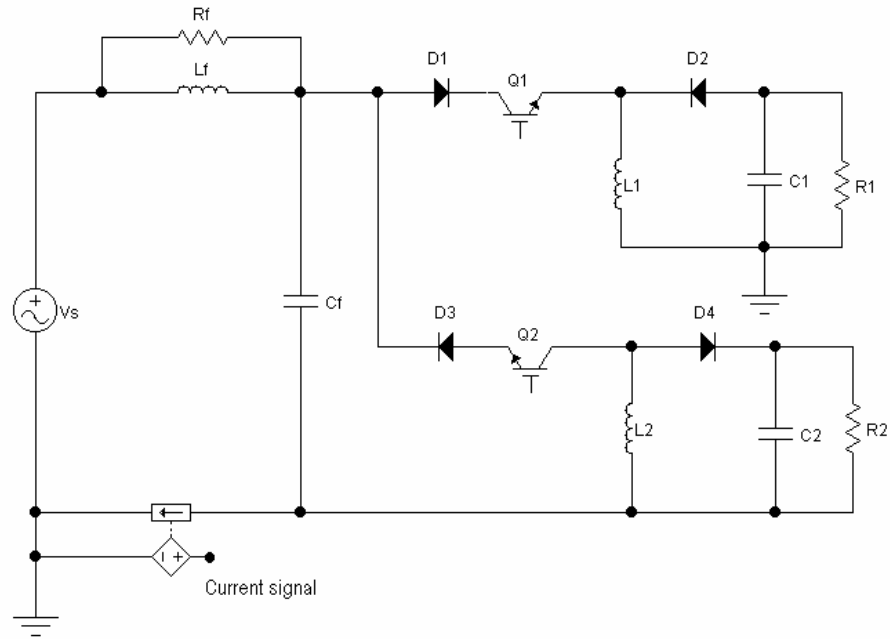 Rf
Lf
D1
Q1
D2
L1
C1
R1
Vs
Cf
D3
Q2
D4
L2
C2
R2
Current signal